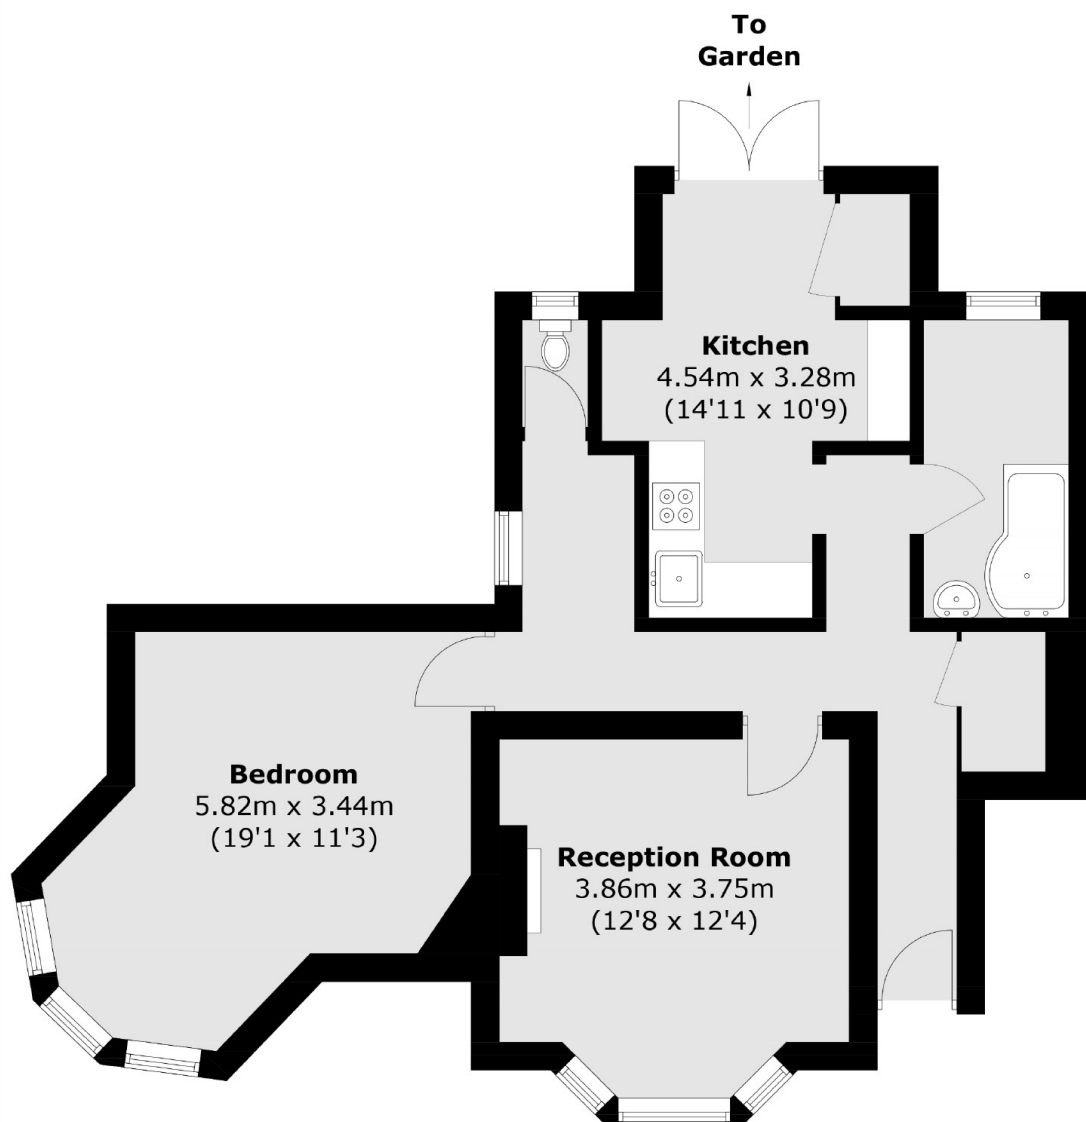 To
Garden
Kitchen
4.54m x 3.28m
(14'11 x 10'9)
Bedroom
5.82m x 3.44m
(19'1 x 11'3)
Reception Room
3.86m x 3.75m
(12'8 x 12'4)